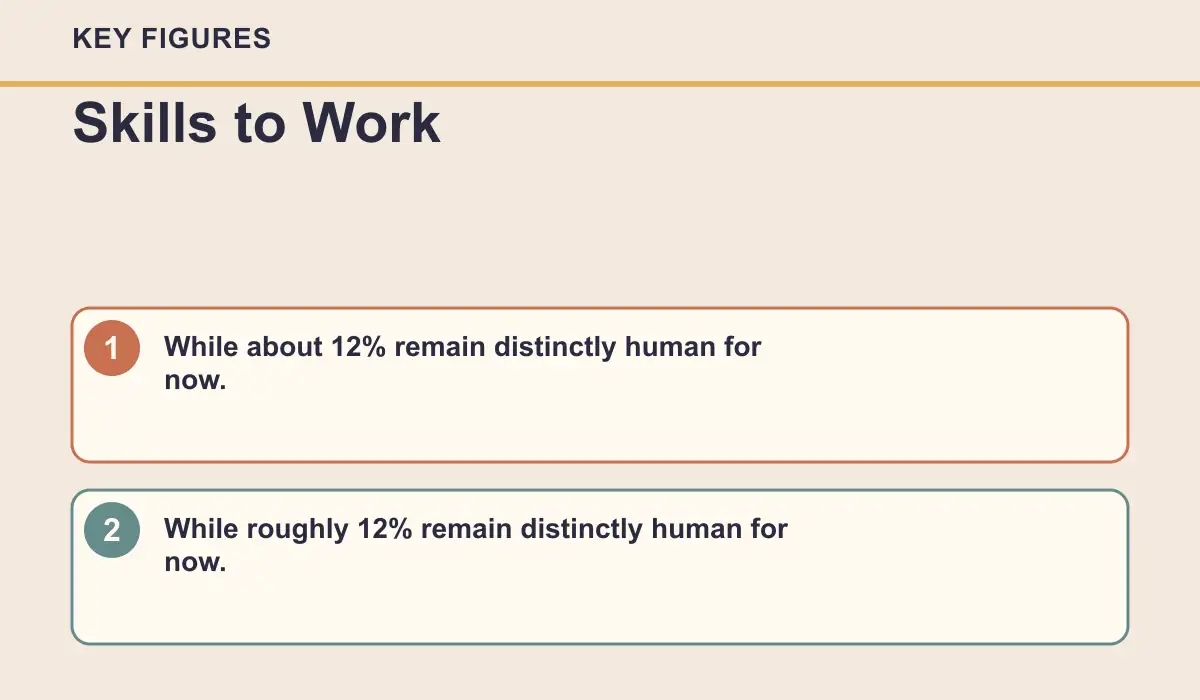 KEY FIGURES
Skills to Work
1
While about 12% remain distinctly human for
now.
2
While roughly 12% remain distinctly human for
now.